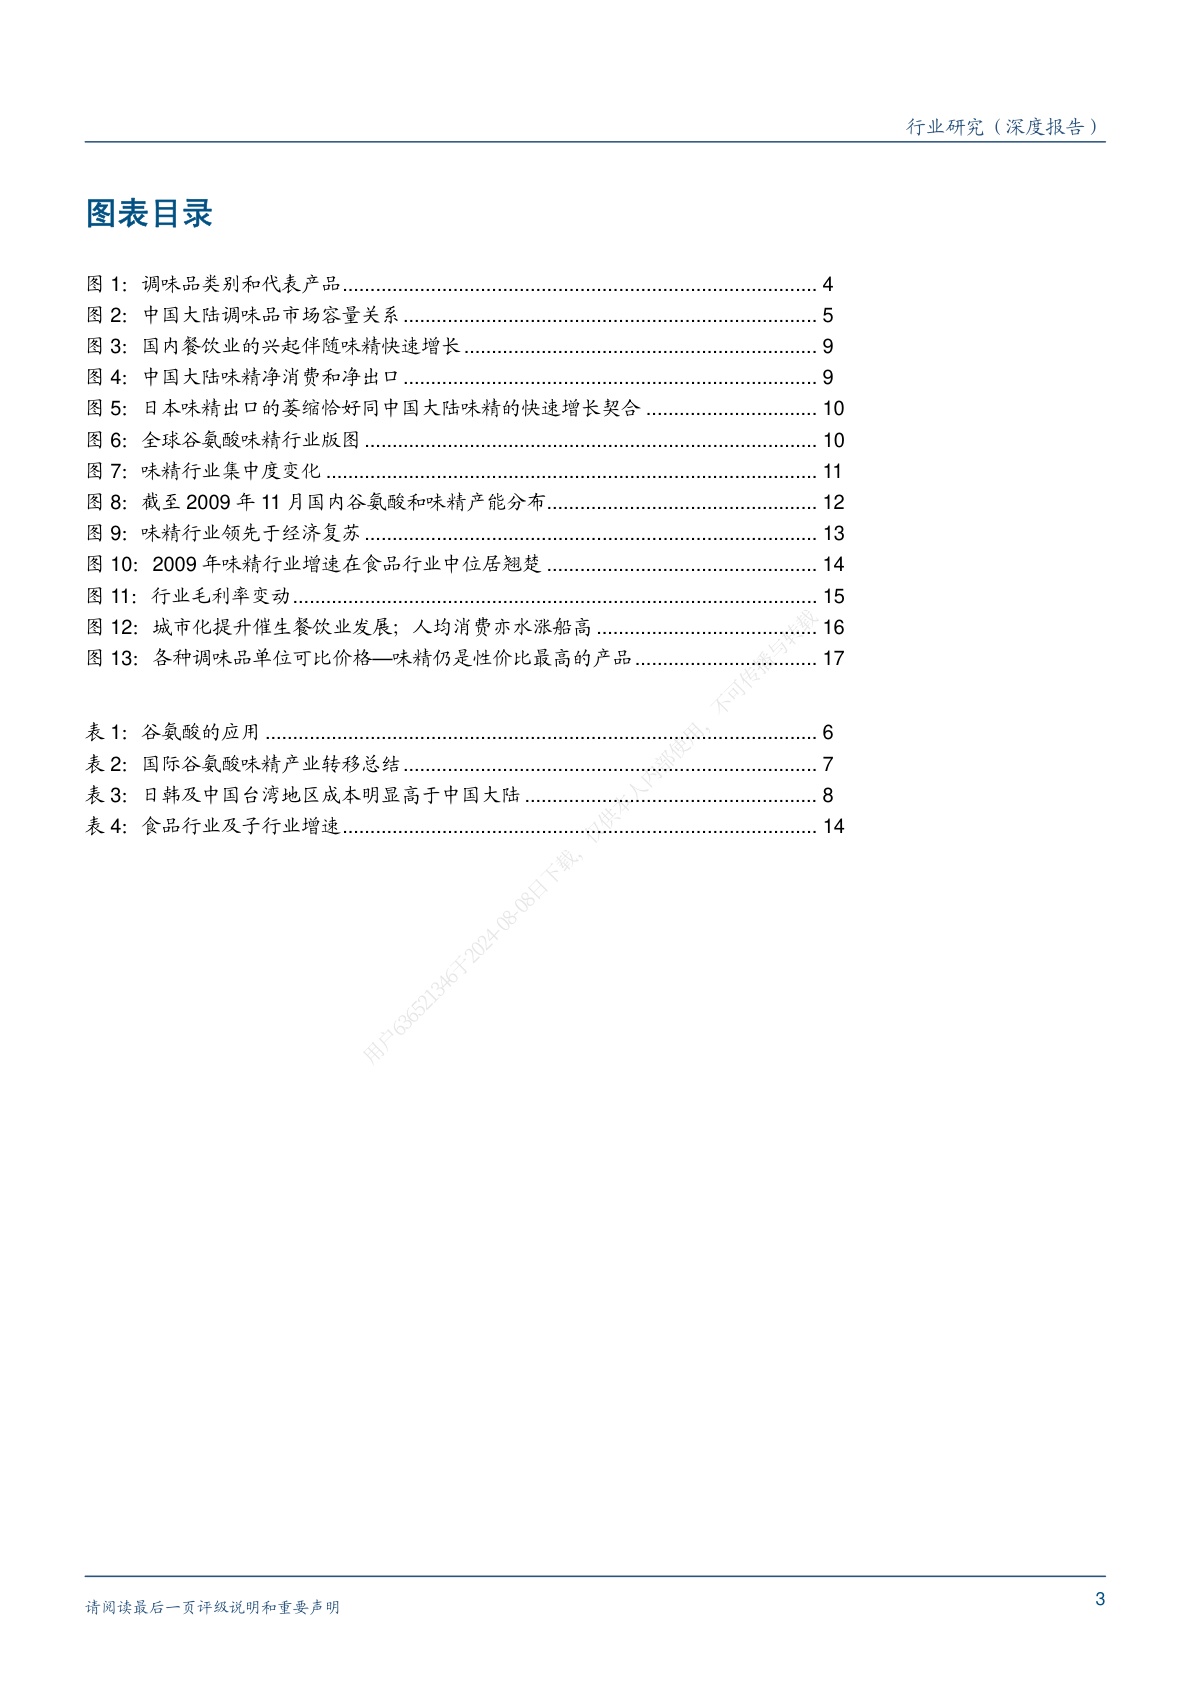 行业研究（深度报告）
图表目录
图 1：调味品类别和代表产品...................................................................................... 4
图 2：中国大陆调味品市场容量关系........................................................................... 5
图 3：国内餐饮业的兴起伴随味精快速增长................................................................ 9
图 4：中国大陆味精净消费和净出口........................................................................... 9
图 5：日本味精出口的萎缩恰好同中国大陆味精的快速增长契合............................... 10
图 6：全球谷氨酸味精行业版图.................................................................................. 10
图 7：味精行业集中度变化......................................................................................... 11
图 8：截至 2009 年 11 月国内谷氨酸和味精产能分布................................................. 12
图 9：味精行业领先于经济复苏.................................................................................. 13
图 10：2009 年味精行业增速在食品行业中位居翘楚................................................. 14
图 11：行业毛利率变动............................................................................................... 15
图 12：城市化提升催生餐饮业发展；人均消费亦水涨船高........................................ 16
图 13：各种调味品单位可比价格—味精仍是性价比最高的产品................................. 17
表 1：谷氨酸的应用.................................................................................................... 6
表 2：国际谷氨酸味精产业转移总结........................................................................... 7
表 3：日韩及中国台湾地区成本明显高于中国大陆..................................................... 8
表 4：食品行业及子行业增速...................................................................................... 14
用户636521346于2024-08-08日下载，仅供本人内部使用，不可传播与转载
请阅读最后一页评级说明和重要声明
3